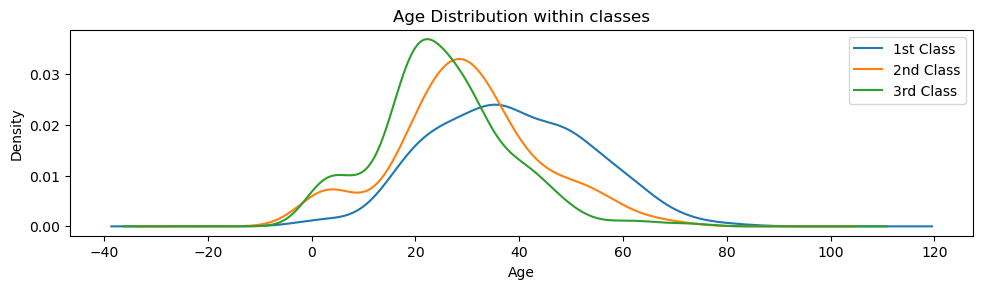 Age Distribution within classes
1st Class
2nd Class
3rd Class
Density
0.03
0.02
0.01
0.00
−40
−20
0
20
40
60
80
100
120
Age